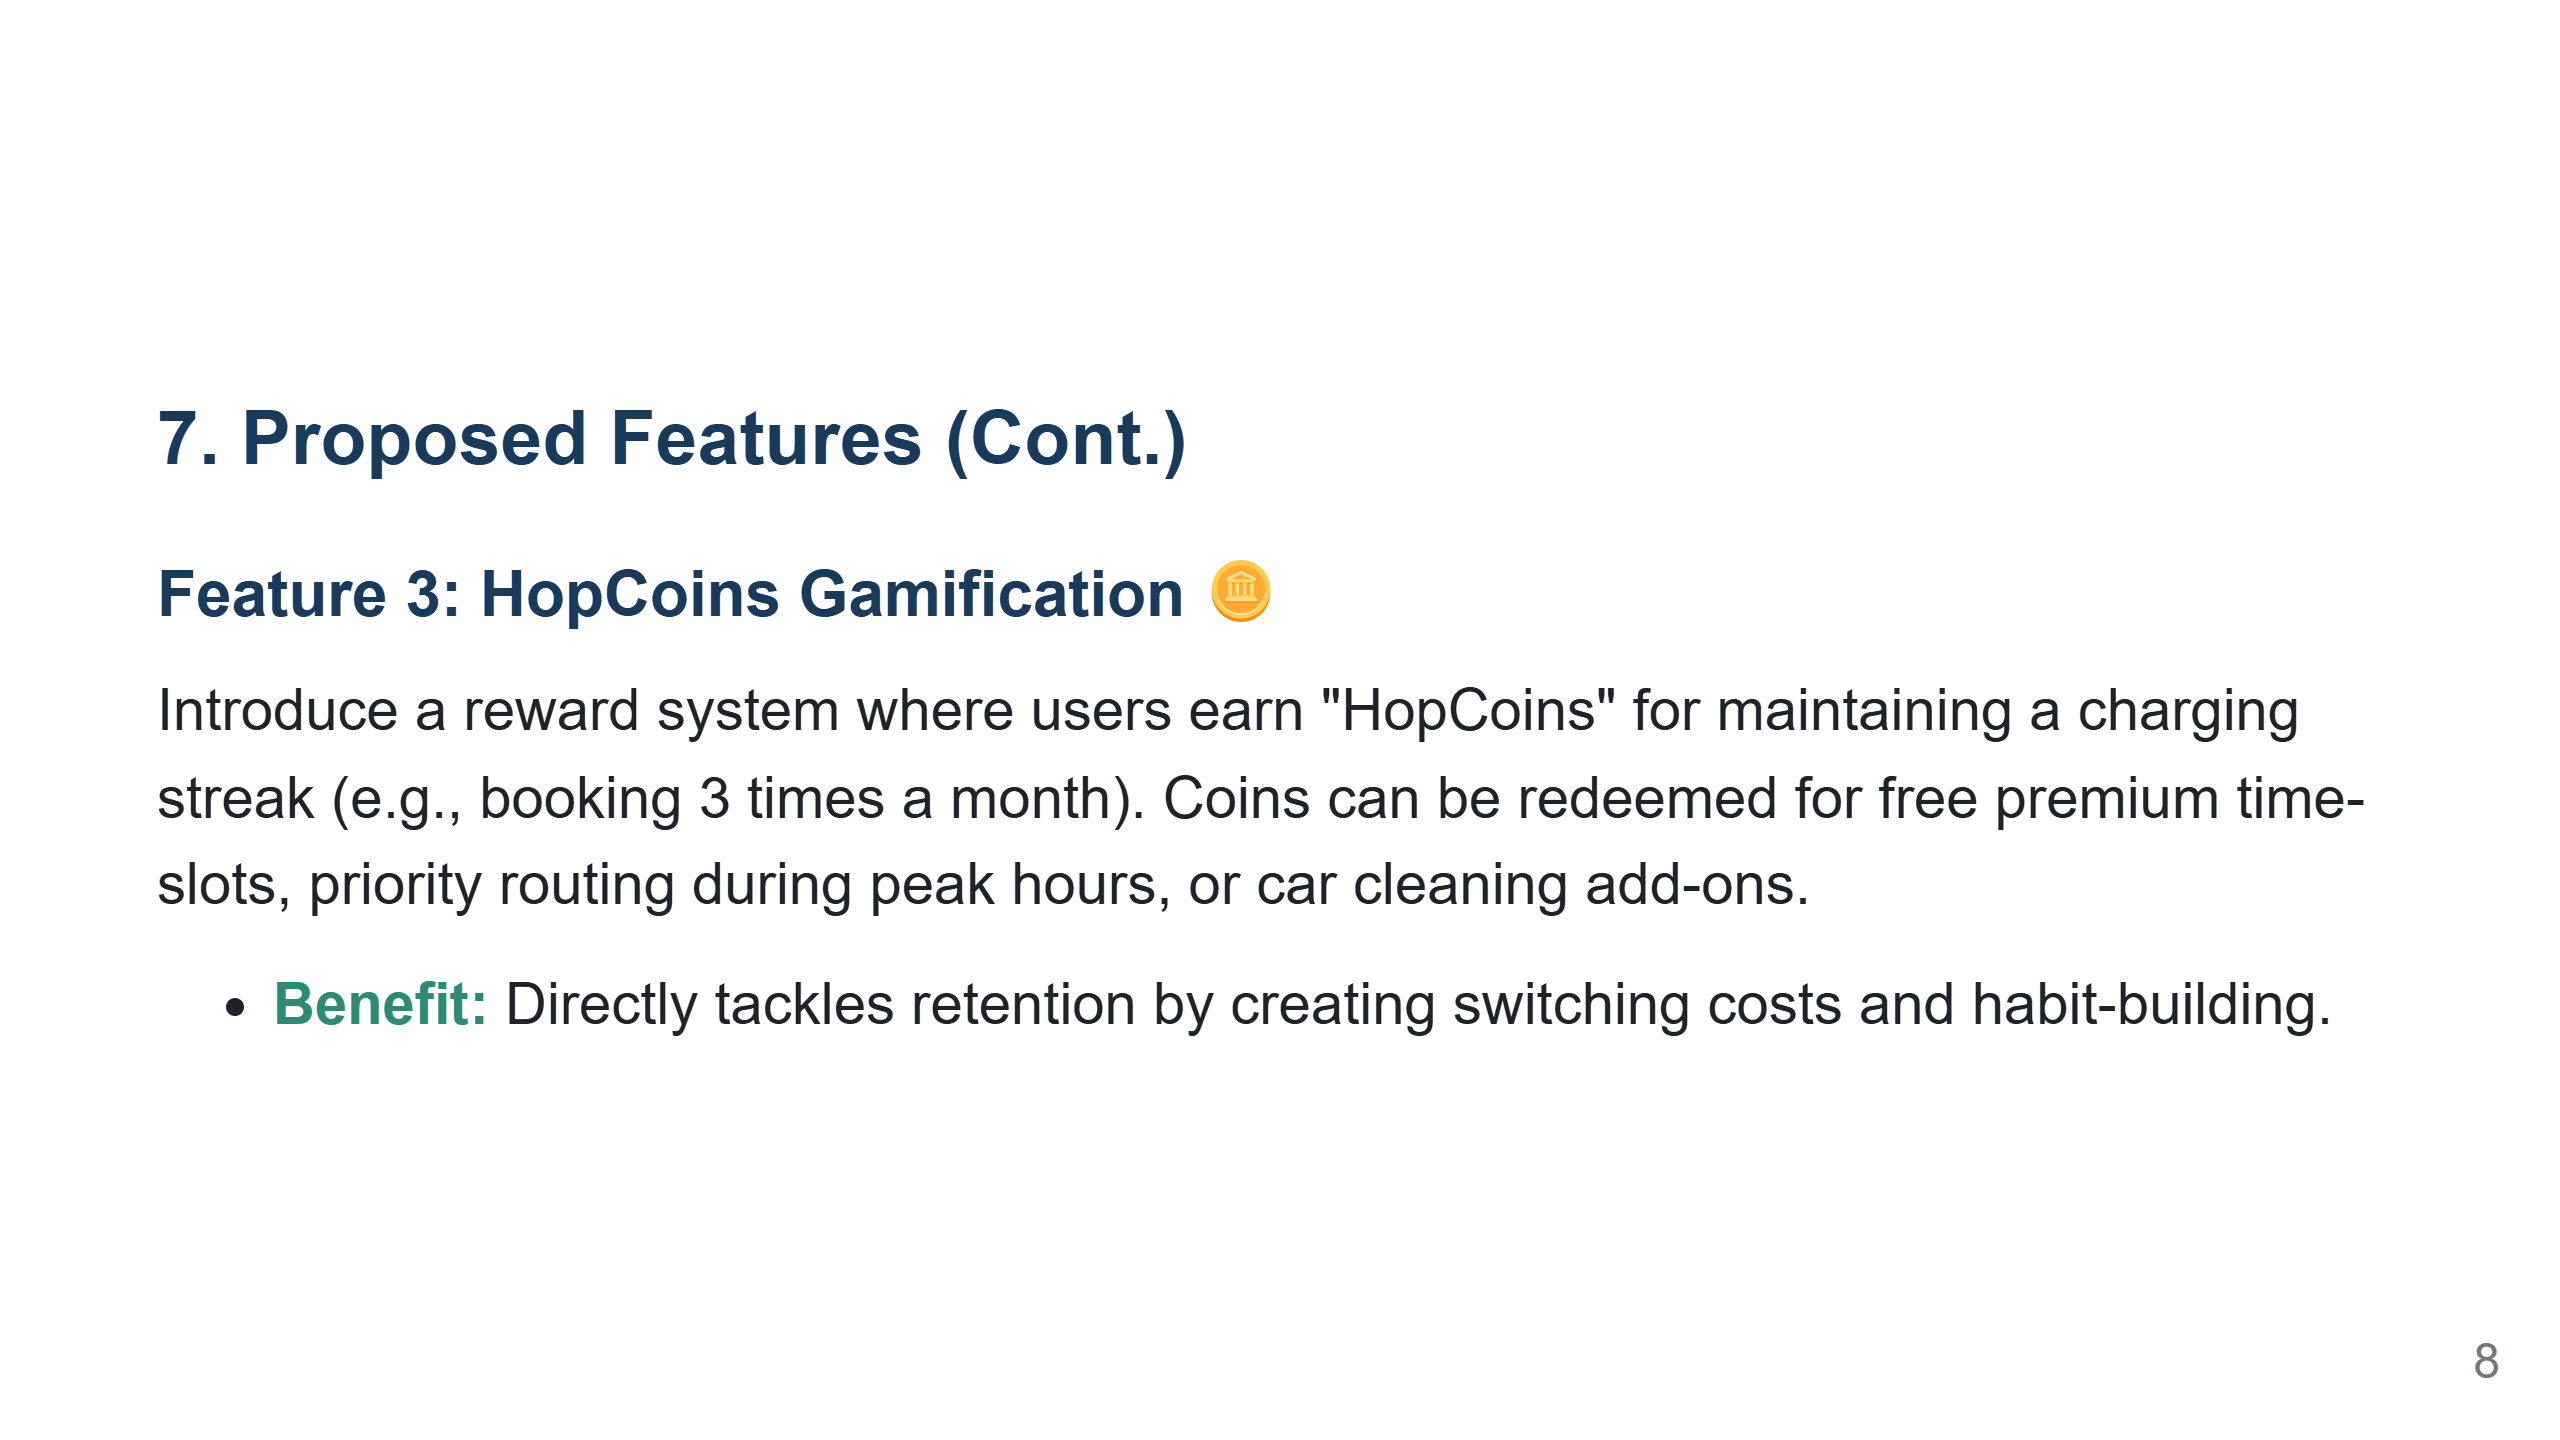 7. Proposed Features (Cont.)
Feature 3: HopCoins Gamification
Introduce a reward system where users earn "HopCoins" for maintaining a charging
streak (e.g., booking 3 times a month). Coins can be redeemed for free premium time-
slots, priority routing during peak hours, or car cleaning add-ons.
• Benefit: Directly tackles retention by creating switching costs and habit-building.
8